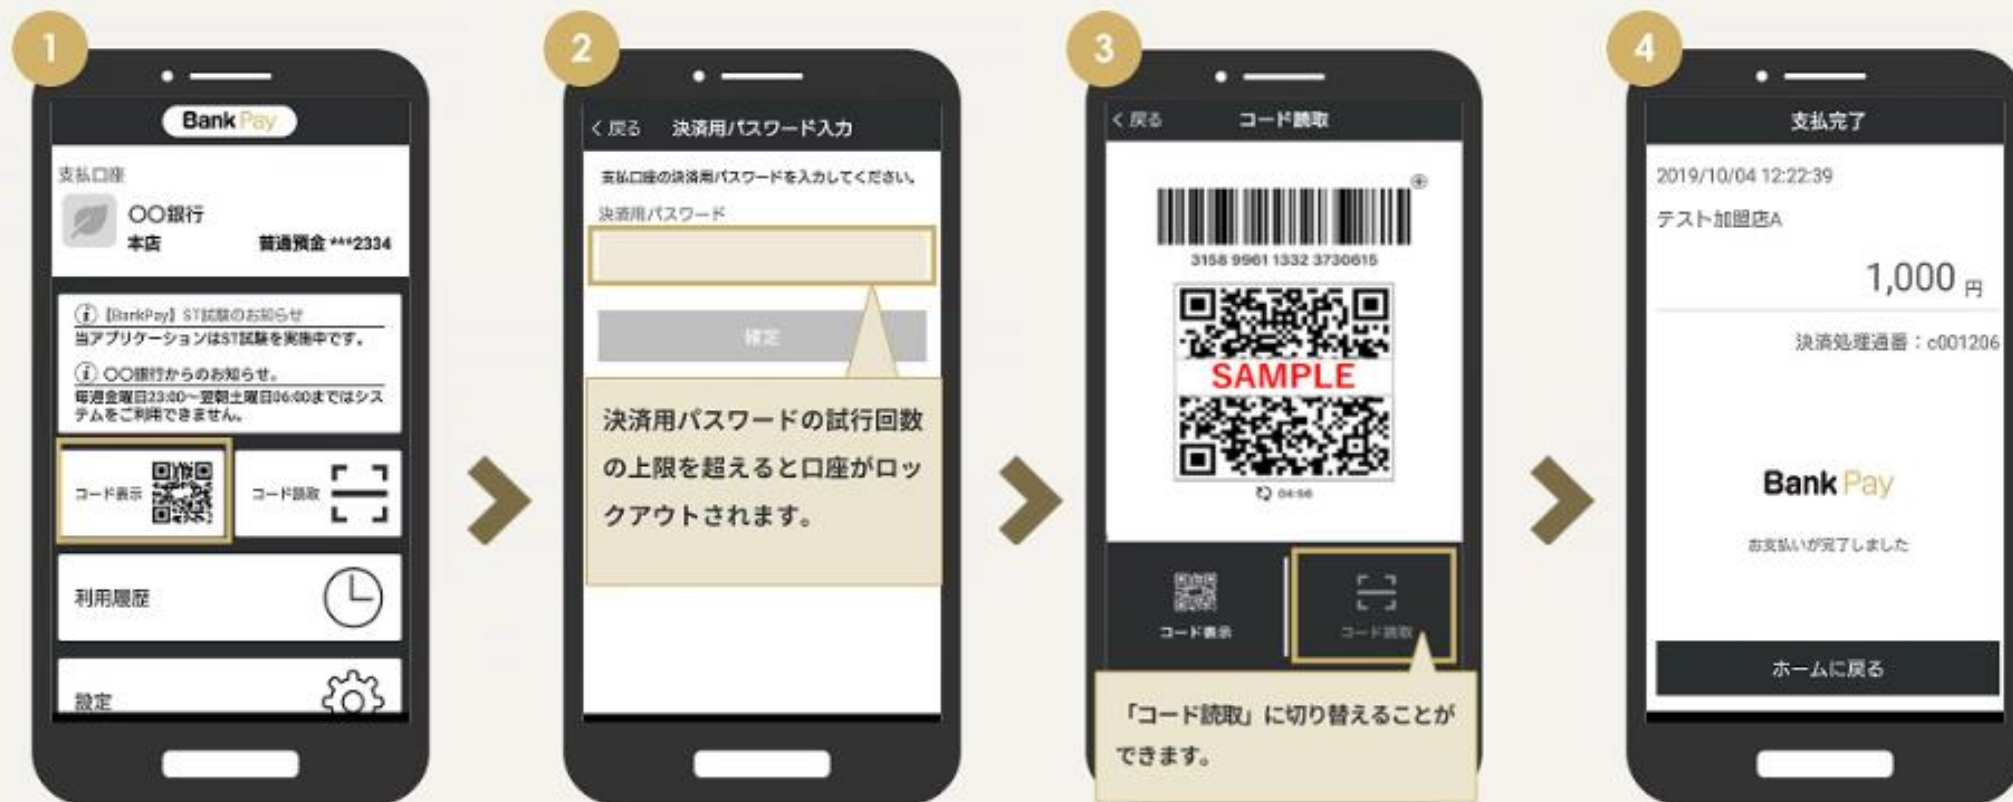 1
Bank Pay
支払口座
〇〇銀行
本店 普通預金 ***2334
i 【BankPay】ST試験のお知らせ
当アプリケーションはST試験を実施中です。
i 〇〇銀行からのお知らせ。
毎週金曜日23:00〜翌朝土曜日06:00まではシス
テムをご利用できません。
コード表示
コード読取
利用履歴
設定
2
< 戻る 決済用パスワード入力
支払口座の決済用パスワードを入力してください。
決済用パスワード
確定
決済用パスワードの試行回数
の上限を超えると口座がロッ
クアウトされます。
3
< 戻る コード読取
3158 9961 1332 3730615
SAMPLE
04:56
コード表示
コード読取
「コード読取」に切り替えることが
できます。
4
支払完了
2019/10/04 12:22:39
テスト加盟店A
1,000 円
決済処理通番：c001206
Bank Pay
お支払いが完了しました
ホームに戻る